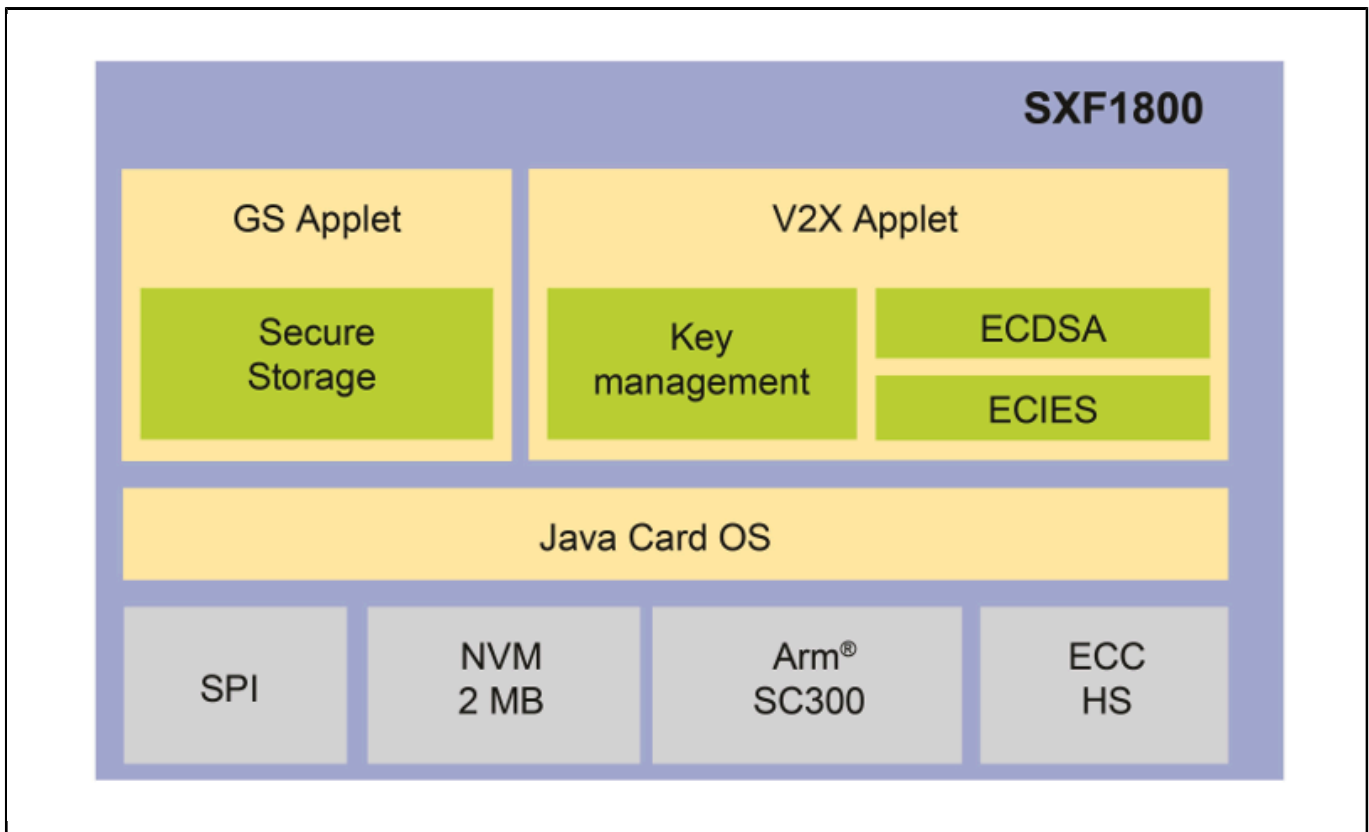 SXF1800
GS Applet
V2X Applet
Secure
Storage
Key
management
ECDSA
ECIES
Java Card OS
SPI
NVM
2 MB
Arm®
SC300
ECC
HS